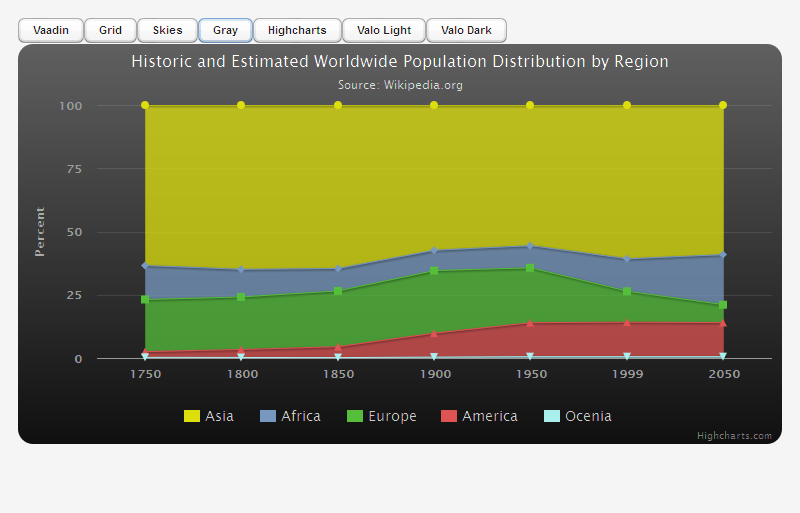 Vaadin Grid Skies Gray Highcharts Valo Light Valo Dark
Historic and Estimated Worldwide Population Distribution by Region
Source: Wikipedia.org
Percent
100
75
50
25
0
1750 1800 1850 1900 1950 1999 2050
Asia Africa Europe America Ocenia
Highcharts.com